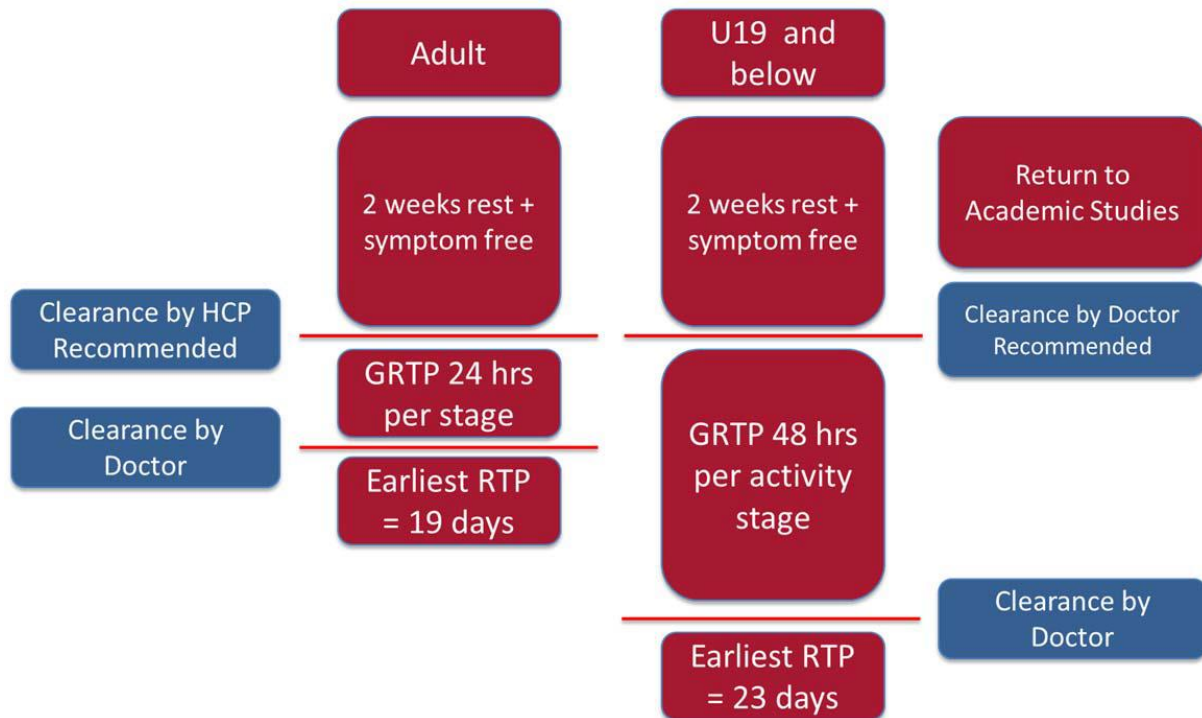 Adult
U19 and
below
2 weeks rest +
symptom free
2 weeks rest +
symptom free
Return to
Academic Studies
Clearance by HCP
Recommended
Clearance by Doctor
Recommended
GRTP 24 hrs
per stage
GRTP 48 hrs
per activity
stage
Clearance by
Doctor
Earliest RTP
= 19 days
Clearance by
Doctor
Earliest RTP
= 23 days